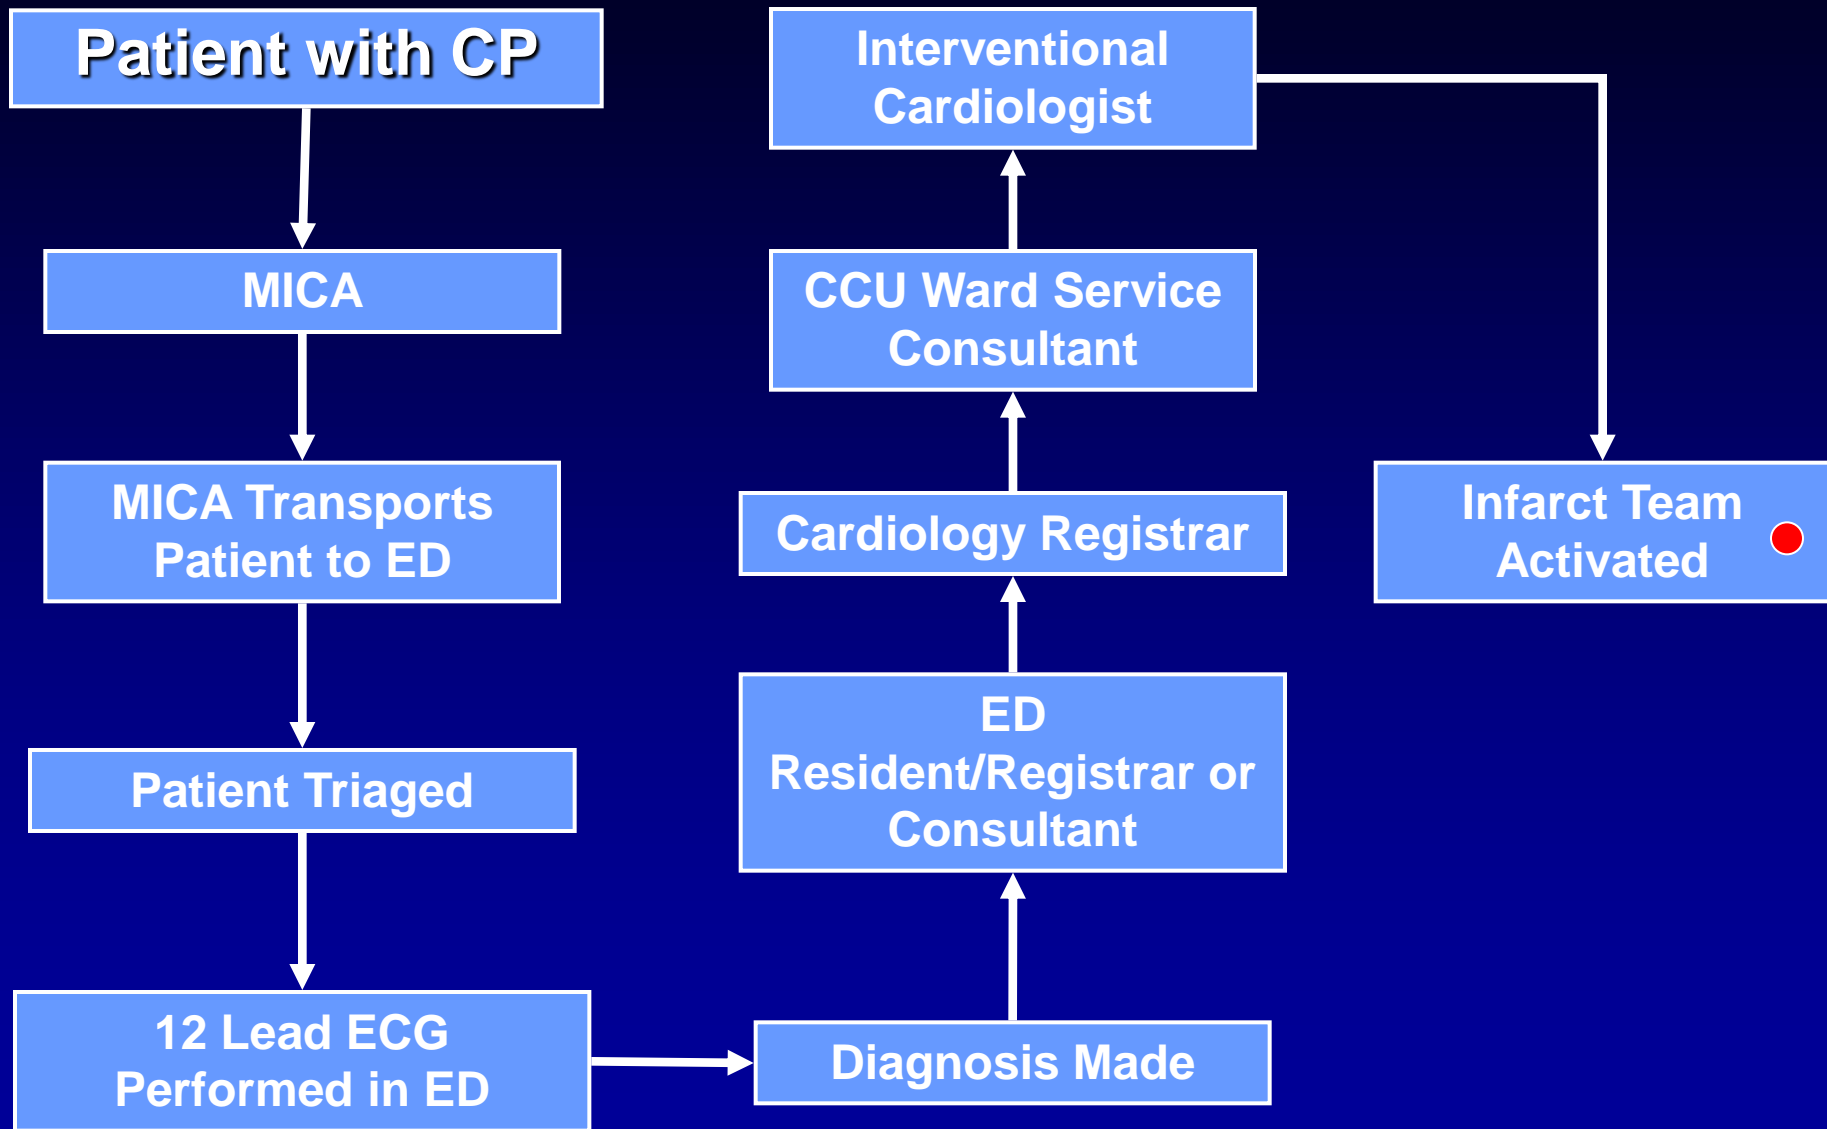 Patient with CP
MICA
MICA Transports
Patient to ED
Patient Triaged
12 Lead ECG
Performed in ED
Diagnosis Made
ED
Resident/Registrar or
Consultant
Cardiology Registrar
CCU Ward Service
Consultant
Interventional
Cardiologist
Infarct Team
Activated